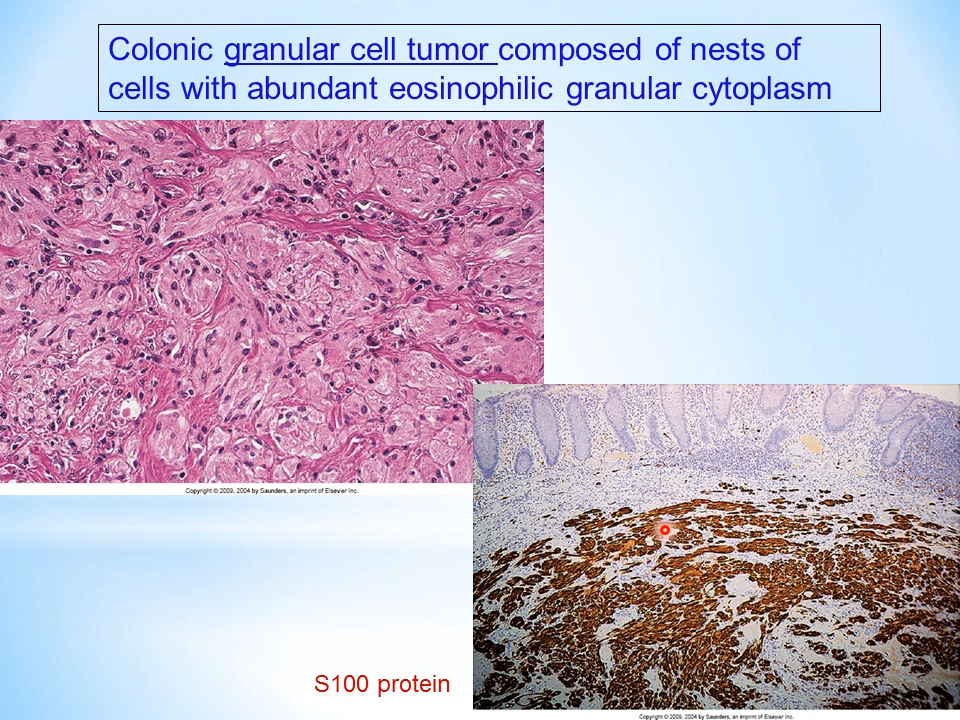 Colonic granular cell tumor composed of nests of
cells with abundant eosinophilic granular cytoplasm
Copyright © 2009, 2004 by Saunders, an imprint of Elsevier Inc.
S100 protein
Copyright © 2009, 2004 by Saunders, an imprint of Elsevier Inc.